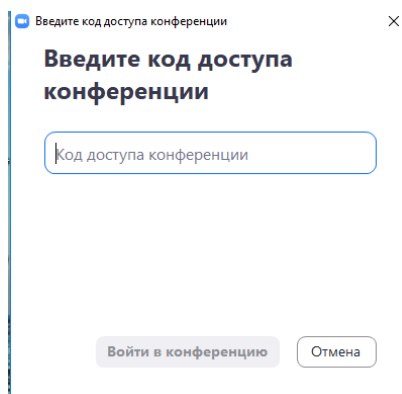 Введите код доступа конференции
Введите код доступа
конференции
Код доступа конференции
Войти в конференцию
Отмена